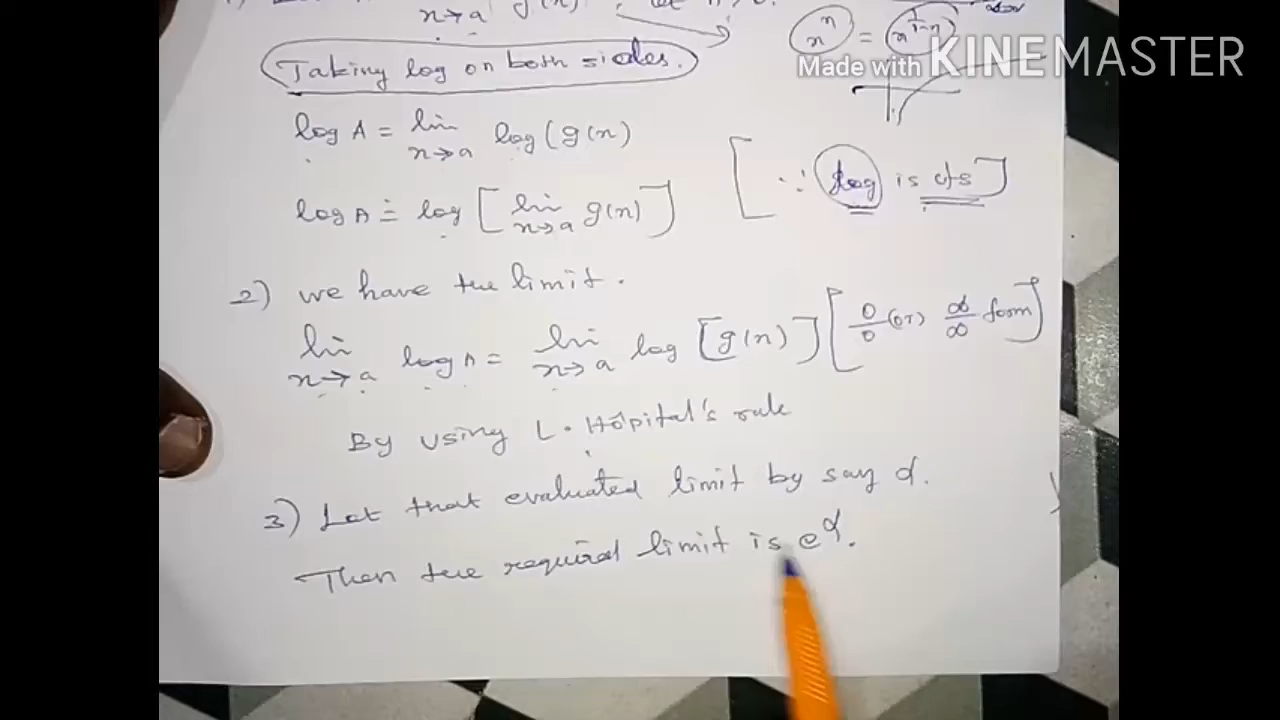 n→a g(n)
n^n = n^
Made with KINEMASTER
Taking log on both sides.
log A = lim log(g(n)
n→a
[∵ log is cts]
log A = log [lim g(n)]
n→a
2) we have the limit.
lim log A = lim log [g(n)] [0/0 (or) ∞/∞ form]
n→a n→a
By using L. Hôpital's rule
3) Let that evaluated limit by say α.
Then the required limit is e^α.